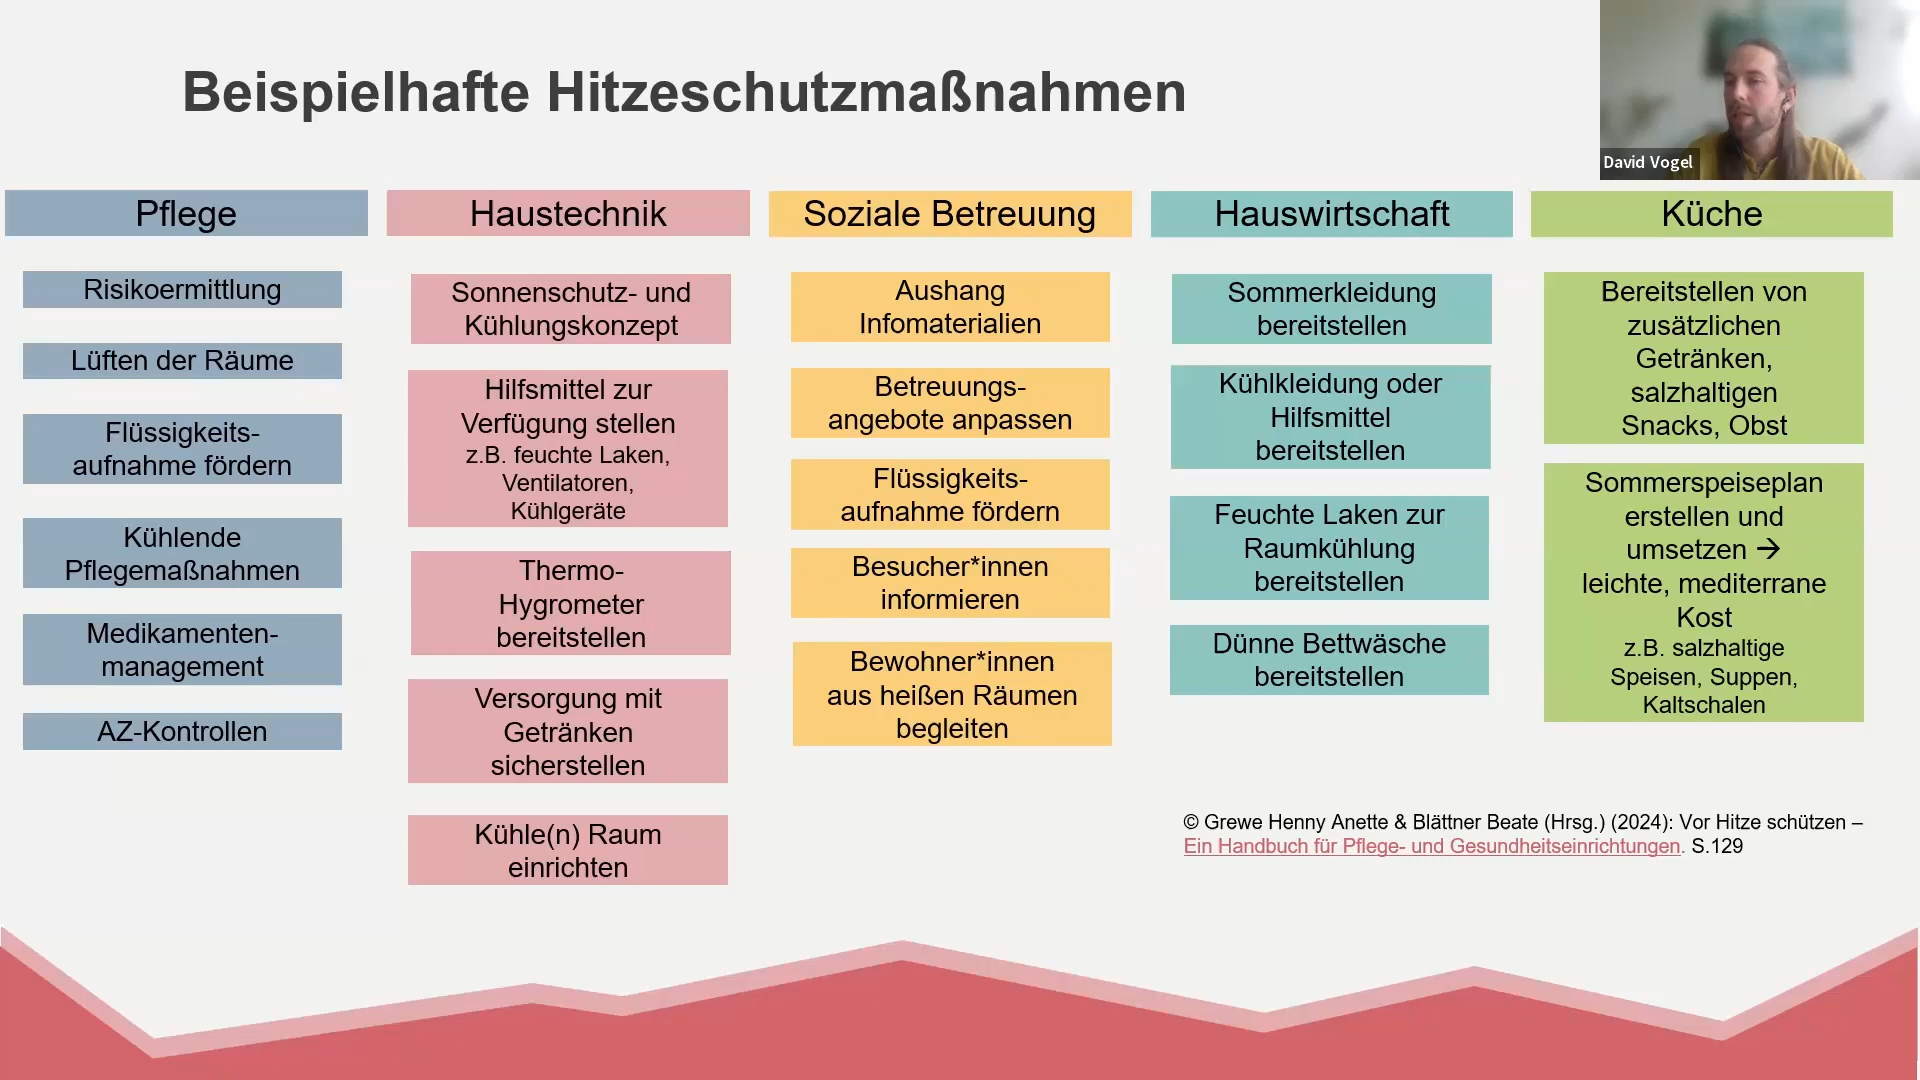 Beispielhafte Hitzeschutzmaßnahmen
David Vogel
Pflege
Risikoermittlung
Lüften der Räume
Flüssigkeits-
aufnahme fördern
Kühlende
Pflegemaßnahmen
Medikamenten-
management
AZ-Kontrollen
Haustechnik
Sonnenschutz- und
Kühlungskonzept
Hilfsmittel zur
Verfügung stellen
z.B. feuchte Laken,
Ventilatoren,
Kühlgeräte
Thermo-
Hygrometer
bereitstellen
Versorgung mit
Getränken
sicherstellen
Kühle(n) Raum
einrichten
Soziale Betreuung
Aushang
Infomaterialien
Betreuungs-
angebote anpassen
Flüssigkeits-
aufnahme fördern
Besucher*innen
informieren
Bewohner*innen
aus heißen Räumen
begleiten
Hauswirtschaft
Sommerkleidung
bereitstellen
Kühlkleidung oder
Hilfsmittel
bereitstellen
Feuchte Laken zur
Raumkühlung
bereitstellen
Dünne Bettwäsche
bereitstellen
Küche
Bereitstellen von
zusätzlichen
Getränken,
salzhaltigen
Snacks, Obst
Sommerspeiseplan
erstellen und
umsetzen →
leichte, mediterrane
Kost
z.B. salzhaltige
Speisen, Suppen,
Kaltschalen
© Grewe Henny Anette & Blättner Beate (Hrsg.) (2024): Vor Hitze schützen –
Ein Handbuch für Pflege- und Gesundheitseinrichtungen. S.129